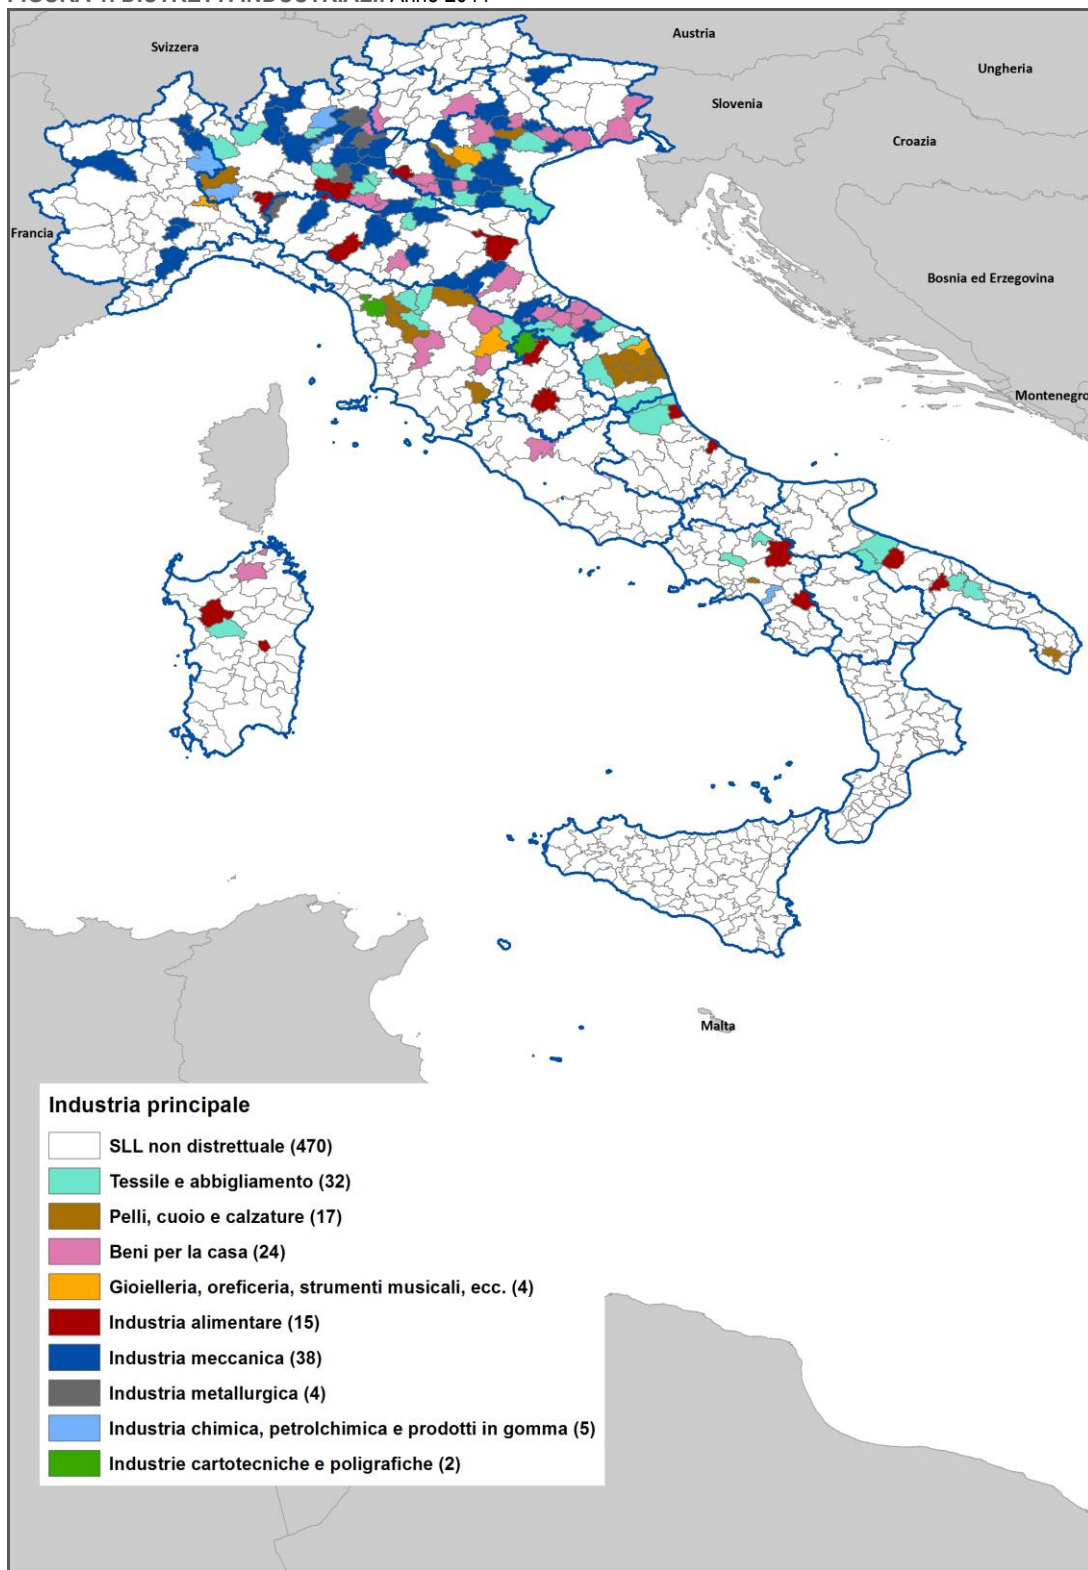 Svizzera
Austria
Ungheria
Slovenia
Croazia
Francia
Bosnia ed Erzegovina
Montenegro
Malta
Industria principale
SLL non distrettuale (470)
Tessile e abbigliamento (32)
Pelli, cuoio e calzature (17)
Beni per la casa (24)
Gioielleria, oreficeria, strumenti musicali, ecc. (4)
Industria alimentare (15)
Industria meccanica (38)
Industria metallurgica (4)
Industria chimica, petrolchimica e prodotti in gomma (5)
Industrie cartotecniche e poligrafiche (2)